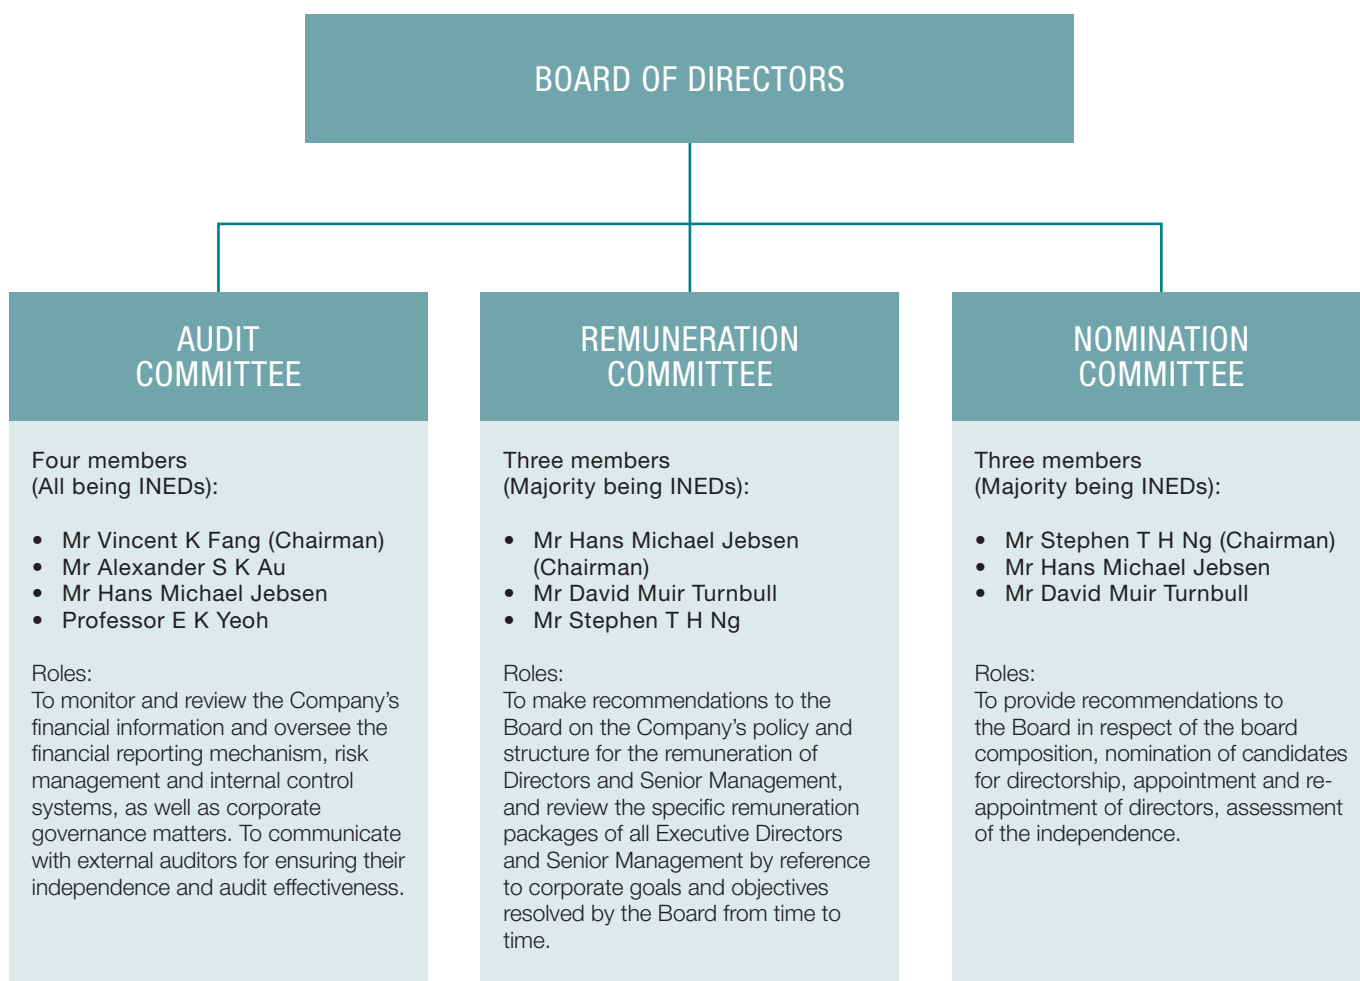 BOARD OF DIRECTORS
AUDIT
COMMITTEE
Four members
(All being INEDs):
• Mr Vincent K Fang (Chairman)
• Mr Alexander S K Au
• Mr Hans Michael Jebsen
• Professor E K Yeoh
Roles:
To monitor and review the Company’s
financial information and oversee the
financial reporting mechanism, risk
management and internal control
systems, as well as corporate
governance matters. To communicate
with external auditors for ensuring their
independence and audit effectiveness.
REMUNERATION
COMMITTEE
Three members
(Majority being INEDs):
• Mr Hans Michael Jebsen
(Chairman)
• Mr David Muir Turnbull
• Mr Stephen T H Ng
Roles:
To make recommendations to the
Board on the Company’s policy and
structure for the remuneration of
Directors and Senior Management,
and review the specific remuneration
packages of all Executive Directors
and Senior Management by reference
to corporate goals and objectives
resolved by the Board from time to
time.
NOMINATION
COMMITTEE
Three members
(Majority being INEDs):
• Mr Stephen T H Ng (Chairman)
• Mr Hans Michael Jebsen
• Mr David Muir Turnbull
Roles:
To provide recommendations to
the Board in respect of the board
composition, nomination of candidates
for directorship, appointment and re-
appointment of directors, assessment
of the independence.